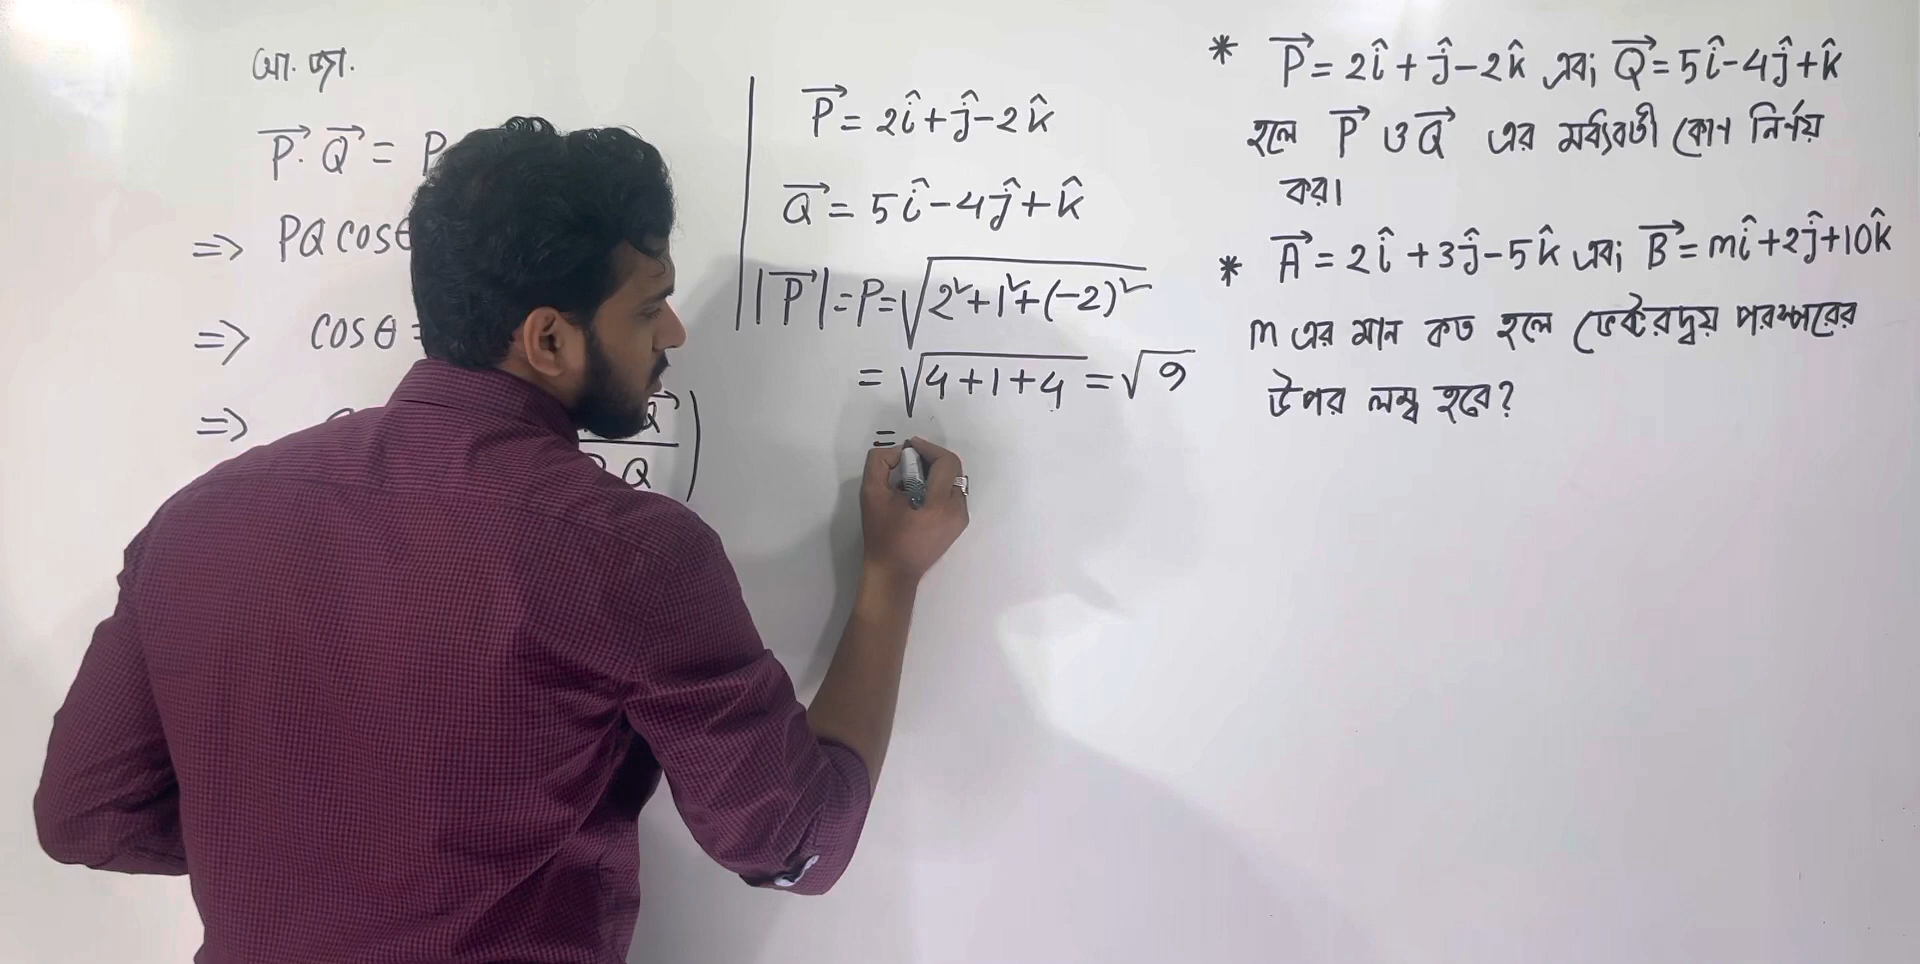 আ. জা.
P⃗. Q⃗ = P
=> PQ cosθ
=> cosθ =
=>
Q⃗
P Q )
P⃗ = 2î + ĵ - 2k̂
Q⃗ = 5î - 4ĵ + k̂
|P⃗| = P = √(2² + 1² + (-2)²)
= √(4 + 1 + 4) = √9
=
* P⃗ = 2î + ĵ - 2k̂ এবং Q⃗ = 5î - 4ĵ + k̂
হলে P⃗ ও Q⃗ এর মধ্যবর্তী কোণ নির্ণয়
কর।
* A⃗ = 2î + 3ĵ - 5k̂ এবং B⃗ = mî + 2ĵ + 10k̂
m এর মান কত হলে ভেক্টরদ্বয় পরস্পরের
উপর লম্ব হবে?